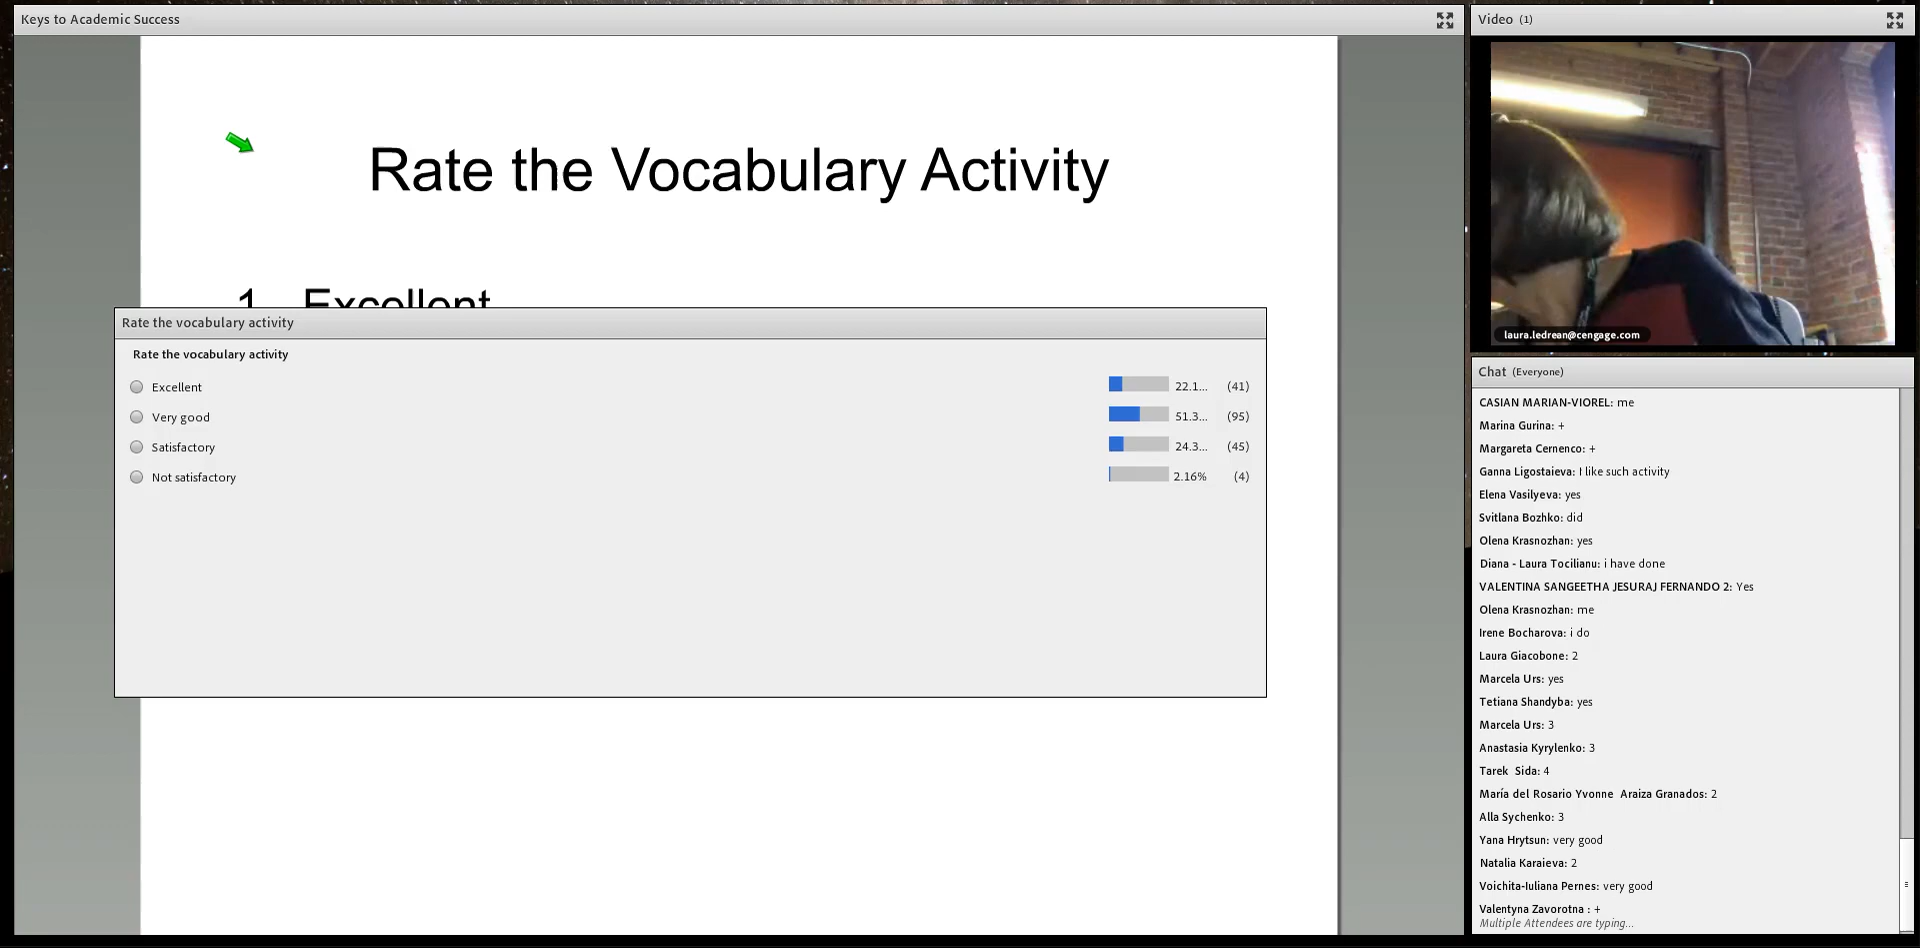 Keys to Academic Success
Rate the Vocabulary Activity
1. Excellent
Rate the vocabulary activity
Rate the vocabulary activity
Excellent 22.1... (41)
Very good 51.3... (95)
Satisfactory 24.3... (45)
Not satisfactory 2.16% (4)
Video (1)
laura.ledrean@cengage.com
Chat (Everyone)
CASIAN MARIAN-VIOREL: me
Marina Gurina: +
Margareta Cernenco: +
Ganna Ligostaieva: I like such activity
Elena Vasilyeva: yes
Svitlana Bozhko: did
Olena Krasnozhan: yes
Diana - Laura Tocilianu: i have done
VALENTINA SANGEETHA JESURAJ FERNANDO 2: Yes
Olena Krasnozhan: me
Irene Bocharova: i do
Laura Giacobone: 2
Marcela Urs: yes
Tetiana Shandyba: yes
Marcela Urs: 3
Anastasia Kyrylenko: 3
Tarek  Sida: 4
María del Rosario Yvonne  Araiza Granados: 2
Alla Sychenko: 3
Yana Hrytsun: very good
Natalia Karaieva: 2
Voichita-Iuliana Pernes: very good
Valentyna Zavorotna : +
Multiple Attendees are typing...